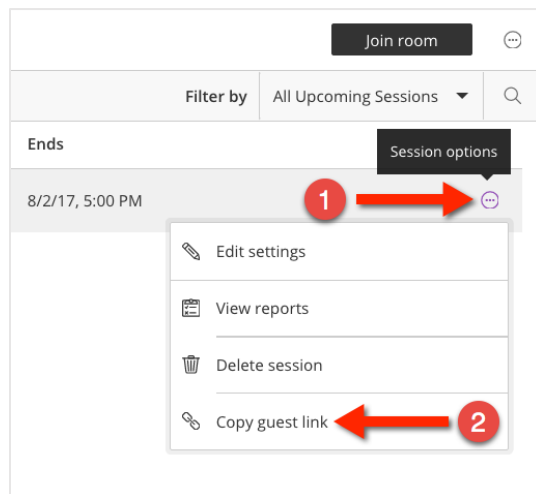 Join room
Filter by All Upcoming Sessions
Ends
Session options
8/2/17, 5:00 PM
1
Edit settings
View reports
Delete session
Copy guest link
2